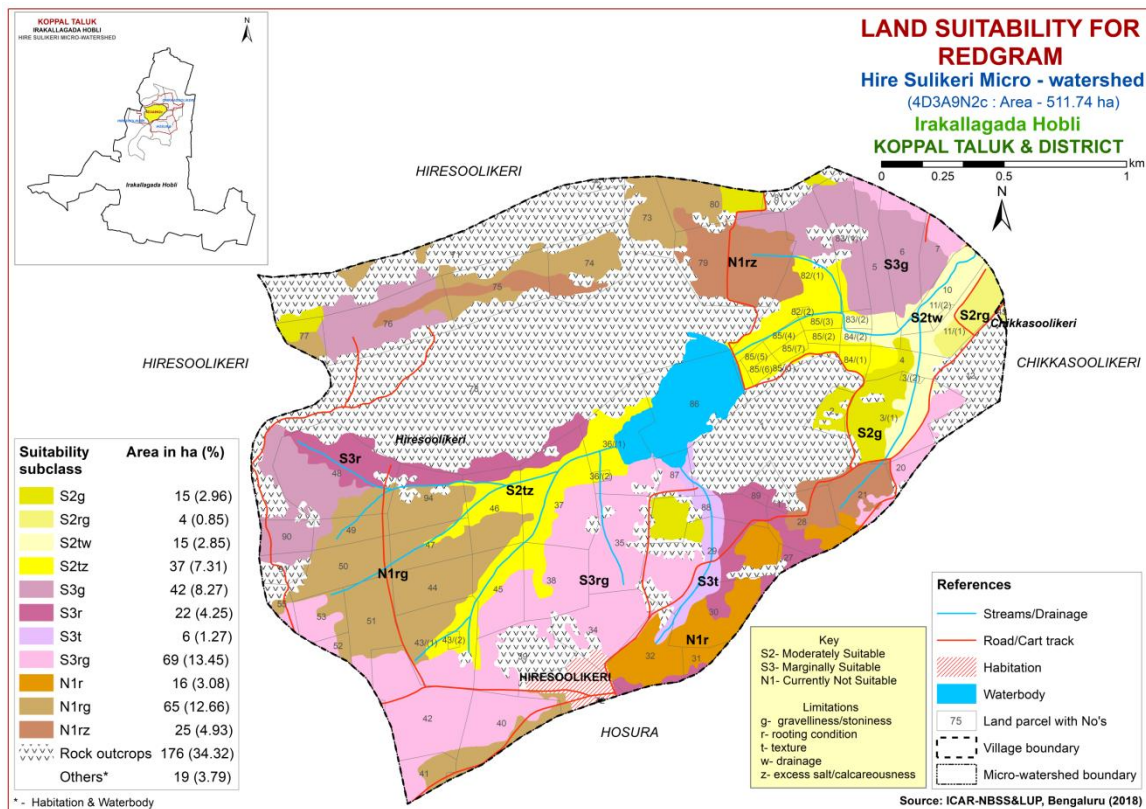 KOPPAL TALUK
IRAKALLAGADA HOBLI
HIRE SULIKERI MICRO-WATERSHED
N
Irakallagada Hobli
LAND SUITABILITY FOR
REDGRAM
Hire Sulikeri Micro - watershed
(4D3A9N2c : Area - 511.74 ha)
Irakallagada Hobli
KOPPAL TALUK & DISTRICT
km
0 0.25 0.5 1
N
HIRESOOLIKERI
HIRESOOLIKERI
HIRESOOLIKERI
CHIKKASOOLIKERI
Chikkasoolikeri
Hiresoolikeri
HIRESOOLIKERI
HOSURA
80
73
74
75
76
77
79
N1rz
82/(1)
82/(2)
85/(3)
83/(2)
85/(4)
85/(2)
84/(2)
85/(7)
85/(5)
85/(6)
84/(1)
5
6
7
S3g
10
11/(2)
S2tw
S2rg
11/(1)
4
3/(2)
3/(1)
S2g
20
21
86
87
88
89
28
27
29
30
S3t
N1r
32
31
36/(1)
36/(2)
S2tz
37
35
38
S3rg
34
S3r
48
94
46
47
49
50
44
45
N1rg
51
53
52
43/(1)
43/(2)
90
42
40
41
Suitability subclass Area in ha (%)
S2g 15 (2.96)
S2rg 4 (0.85)
S2tw 15 (2.85)
S2tz 37 (7.31)
S3g 42 (8.27)
S3r 22 (4.25)
S3t 6 (1.27)
S3rg 69 (13.45)
N1r 16 (3.08)
N1rg 65 (12.66)
N1rz 25 (4.93)
Rock outcrops 176 (34.32)
Others* 19 (3.79)
* - Habitation & Waterbody
Key
S2- Moderately Suitable
S3- Marginally Suitable
N1- Currently Not Suitable
Limitations
g- gravelliness/stoniness
r- rooting condition
t- texture
w- drainage
z- excess salt/calcareousness
References
Streams/Drainage
Road/Cart track
Habitation
Waterbody
75 Land parcel with No's
Village boundary
Micro-watershed boundary
Source: ICAR-NBSS&LUP, Bengaluru (2018)